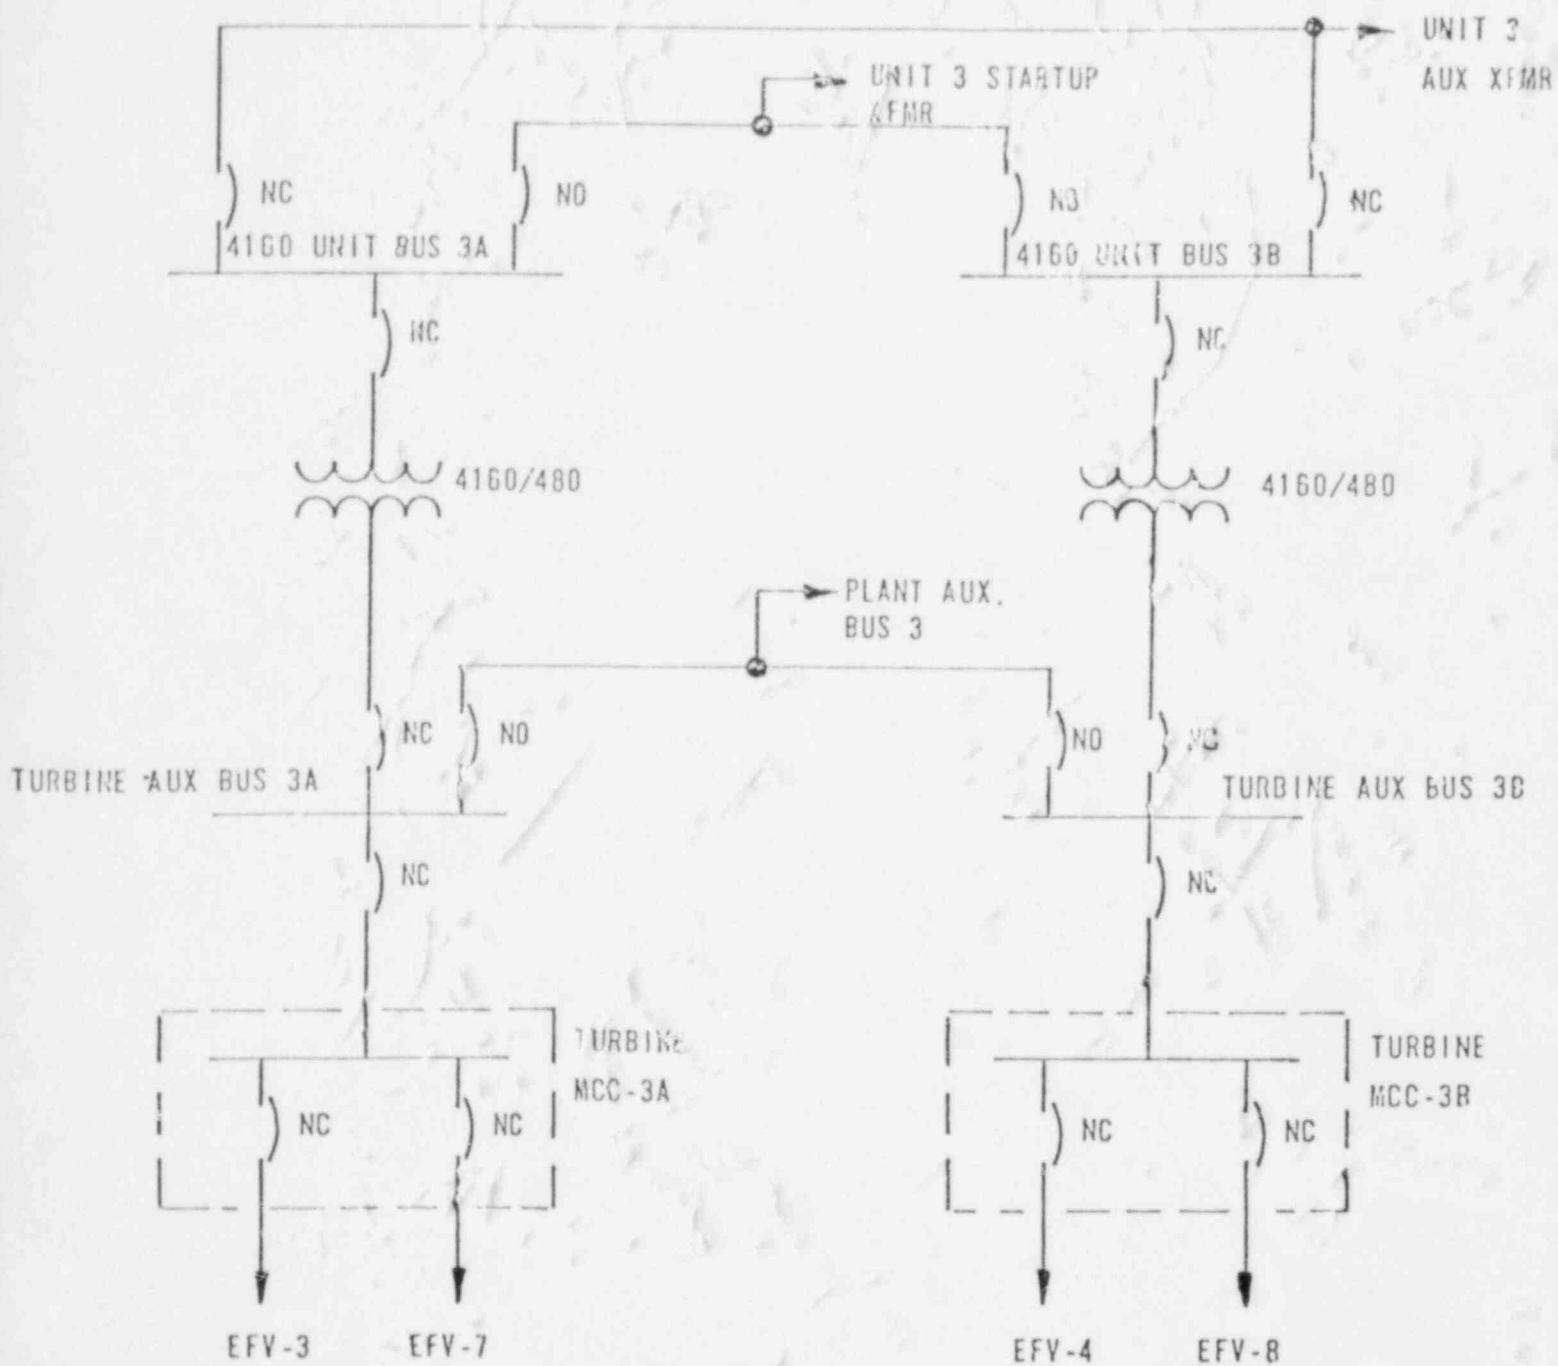 UNIT 3
AUX XFMR
UNIT 3 STARTUP
XFMR
NC
NO
NO
NC
4160 UNIT BUS 3A
4160 UNIT BUS 3B
NC
NC
4160/480
4160/480
PLANT AUX.
BUS 3
NC
NO
NO
NC
TURBINE AUX BUS 3A
TURBINE AUX BUS 3B
NC
NC
TURBINE
MCC-3A
TURBINE
MCC-3B
NC
NC
NC
NC
EFV-3
EFV-7
EFV-4
EFV-8